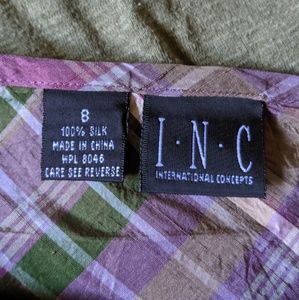 8
100% SILK
MADE IN CHINA
WPL 8046
CARE SEE REVERSE
I·N·C
INTERNATIONAL CONCEPTS